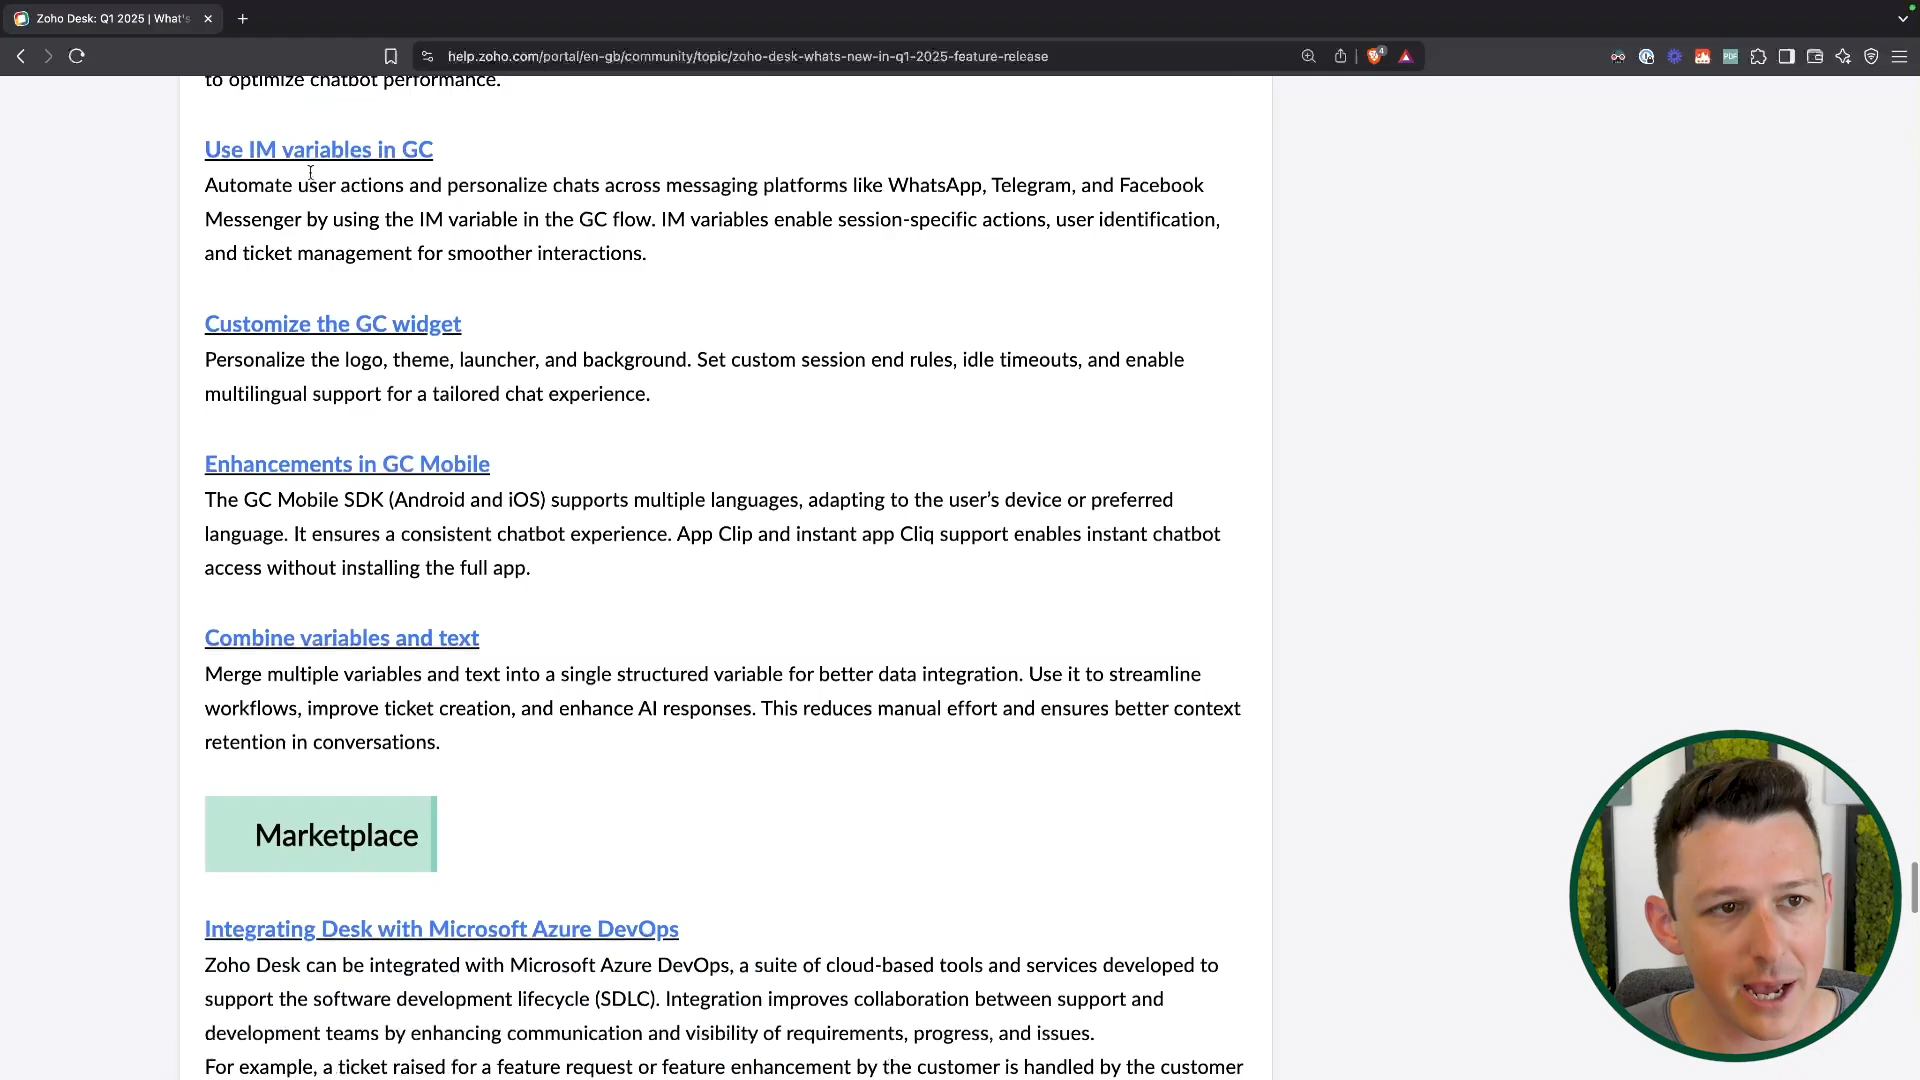 Zoho Desk: Q1 2025 | What's
help.zoho.com/portal/en-gb/community/topic/zoho-desk-whats-new-in-q1-2025-feature-release
4
PDF
to optimize chatbot performance.
Use IM variables in GC
Automate user actions and personalize chats across messaging platforms like WhatsApp, Telegram, and Facebook
Messenger by using the IM variable in the GC flow. IM variables enable session-specific actions, user identification,
and ticket management for smoother interactions.
Customize the GC widget
Personalize the logo, theme, launcher, and background. Set custom session end rules, idle timeouts, and enable
multilingual support for a tailored chat experience.
Enhancements in GC Mobile
The GC Mobile SDK (Android and iOS) supports multiple languages, adapting to the user’s device or preferred
language. It ensures a consistent chatbot experience. App Clip and instant app Cliq support enables instant chatbot
access without installing the full app.
Combine variables and text
Merge multiple variables and text into a single structured variable for better data integration. Use it to streamline
workflows, improve ticket creation, and enhance AI responses. This reduces manual effort and ensures better context
retention in conversations.
Marketplace
Integrating Desk with Microsoft Azure DevOps
Zoho Desk can be integrated with Microsoft Azure DevOps, a suite of cloud-based tools and services developed to
support the software development lifecycle (SDLC). Integration improves collaboration between support and
development teams by enhancing communication and visibility of requirements, progress, and issues.
For example, a ticket raised for a feature request or feature enhancement by the customer is handled by the customer